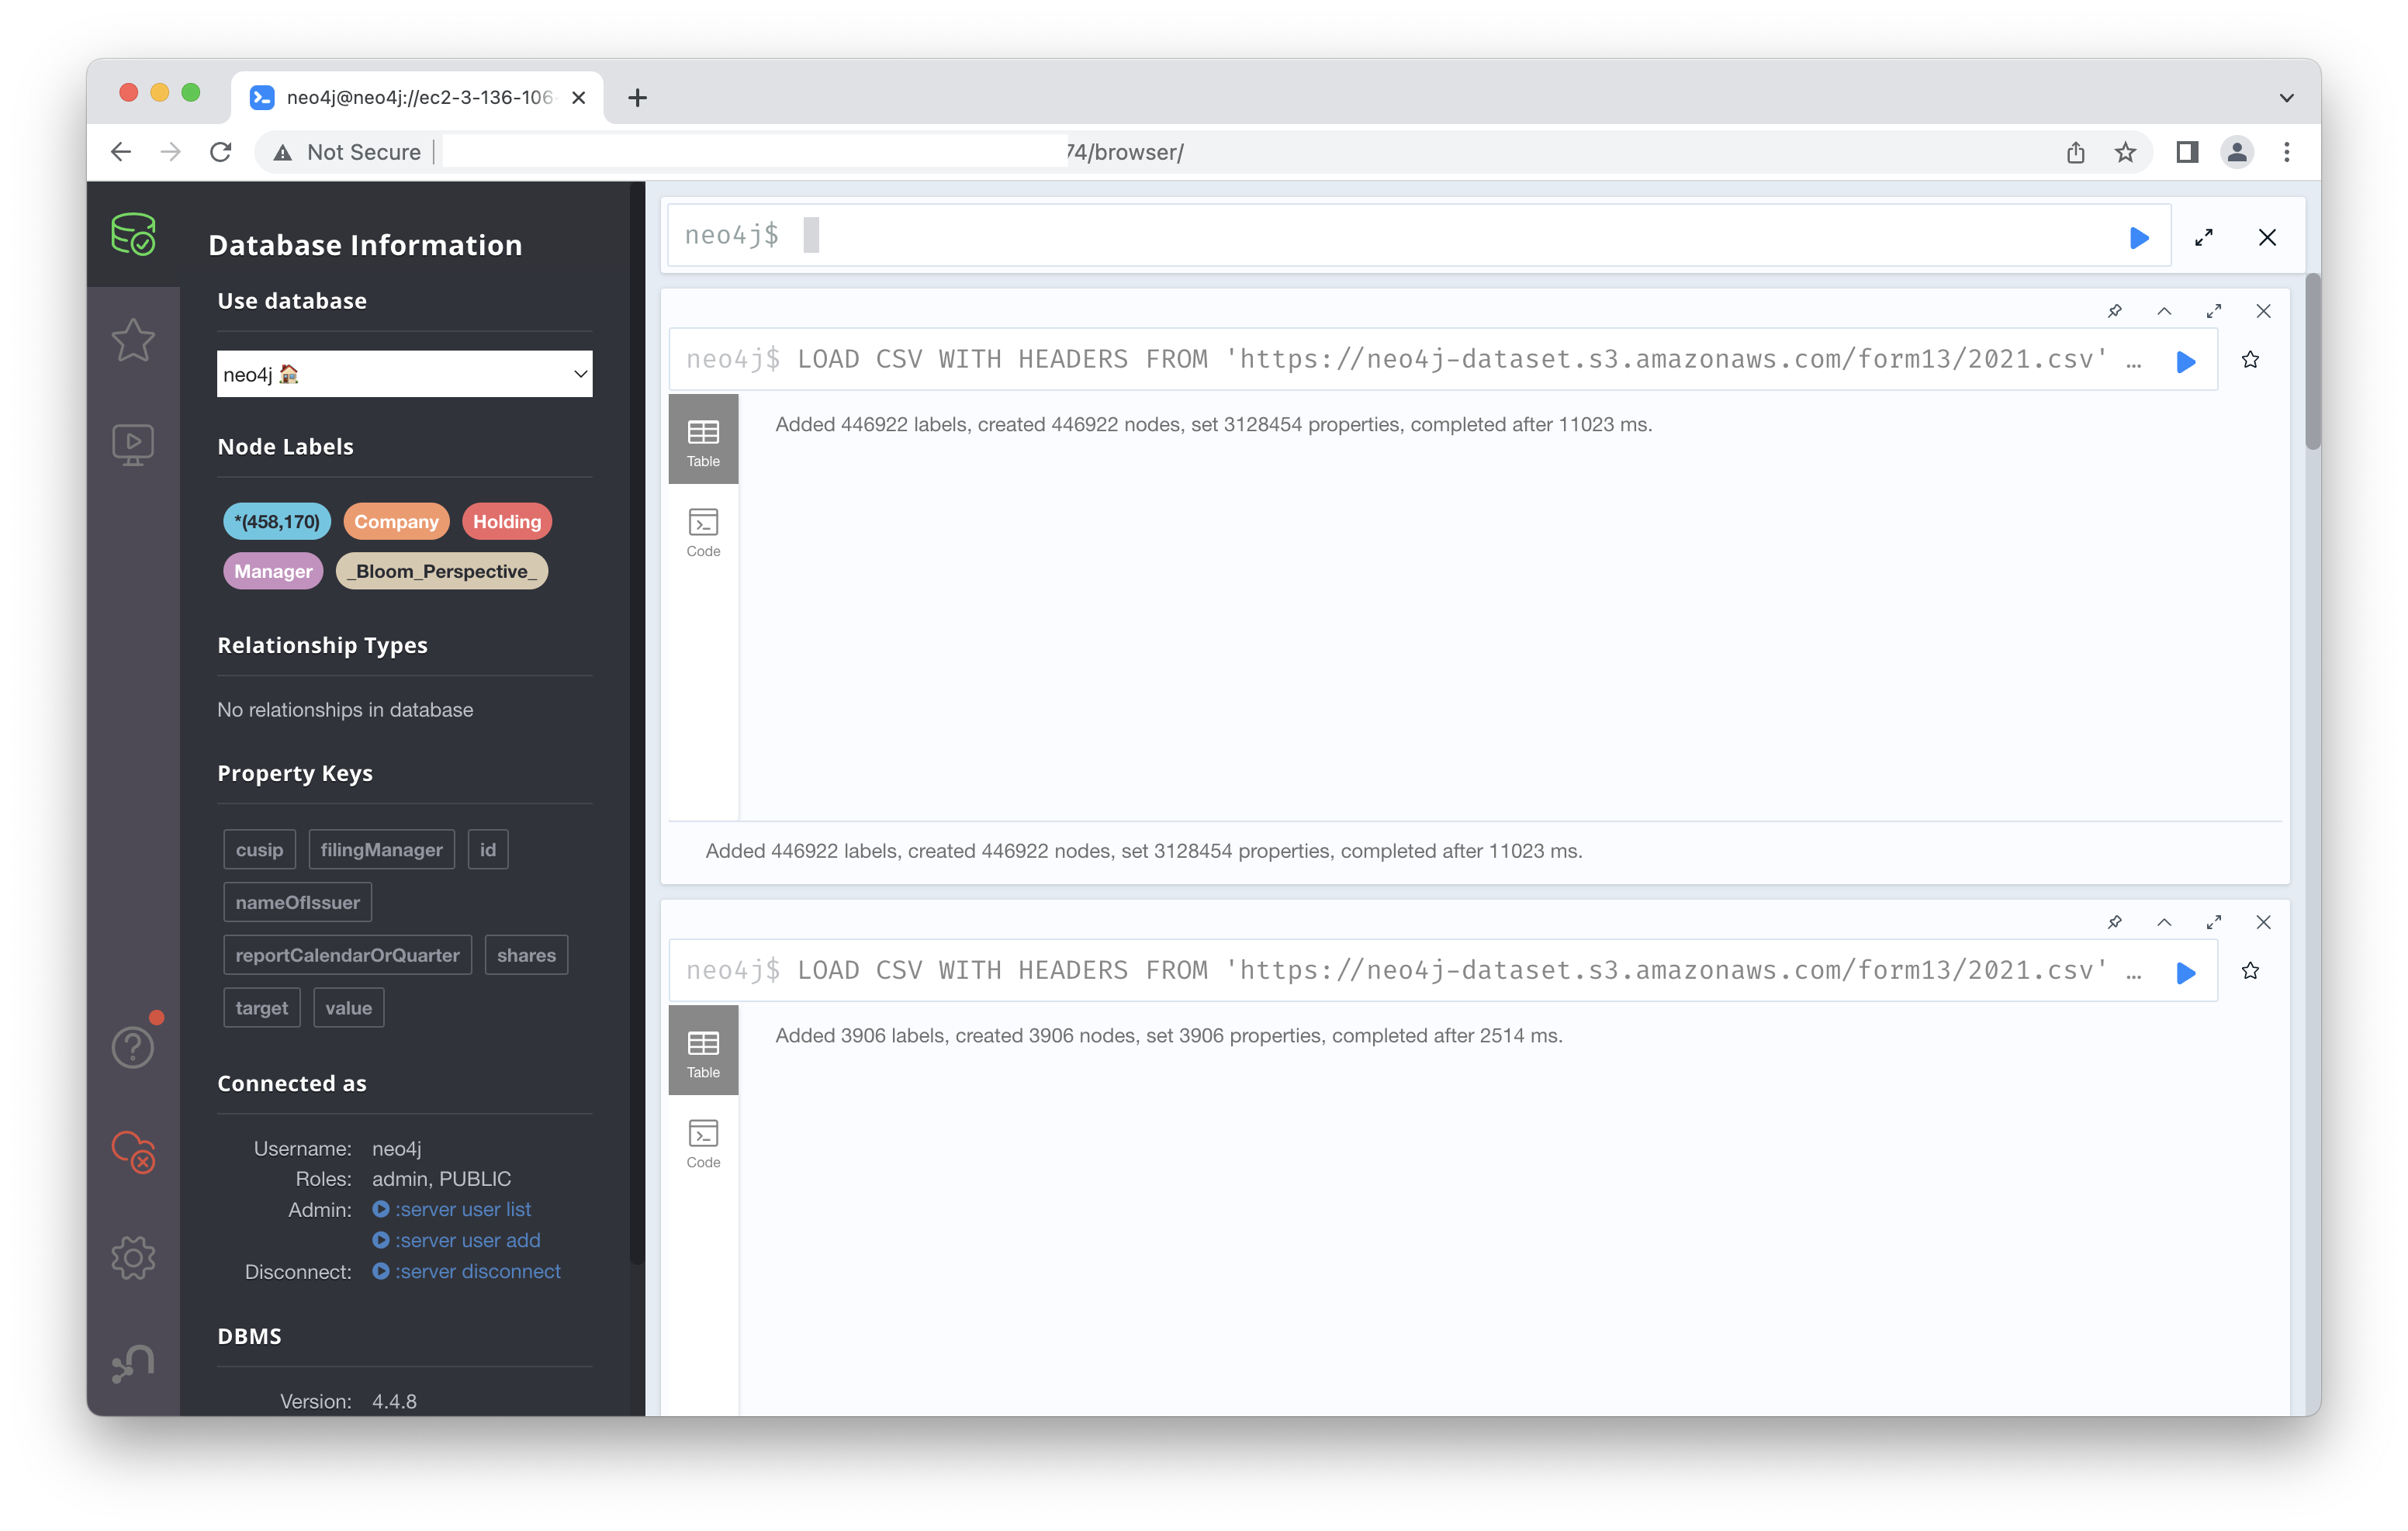 neo4j@neo4j://ec2-3-136-106
Not Secure
74/browser/
Database Information
Use database
neo4j
Node Labels
*(458,170) Company Holding
Manager _Bloom_Perspective_
Relationship Types
No relationships in database
Property Keys
cusip filingManager id
nameOfIssuer
reportCalendarOrQuarter shares
target value
Connected as
Username: neo4j
Roles: admin, PUBLIC
Admin: :server user list
:server user add
Disconnect: :server disconnect
DBMS
Version: 4.4.8
neo4j$
neo4j$ LOAD CSV WITH HEADERS FROM 'https://neo4j-dataset.s3.amazonaws.com/form13/2021.csv' …
Table
Added 446922 labels, created 446922 nodes, set 3128454 properties, completed after 11023 ms.
Code
Added 446922 labels, created 446922 nodes, set 3128454 properties, completed after 11023 ms.
neo4j$ LOAD CSV WITH HEADERS FROM 'https://neo4j-dataset.s3.amazonaws.com/form13/2021.csv' …
Table
Added 3906 labels, created 3906 nodes, set 3906 properties, completed after 2514 ms.
Code